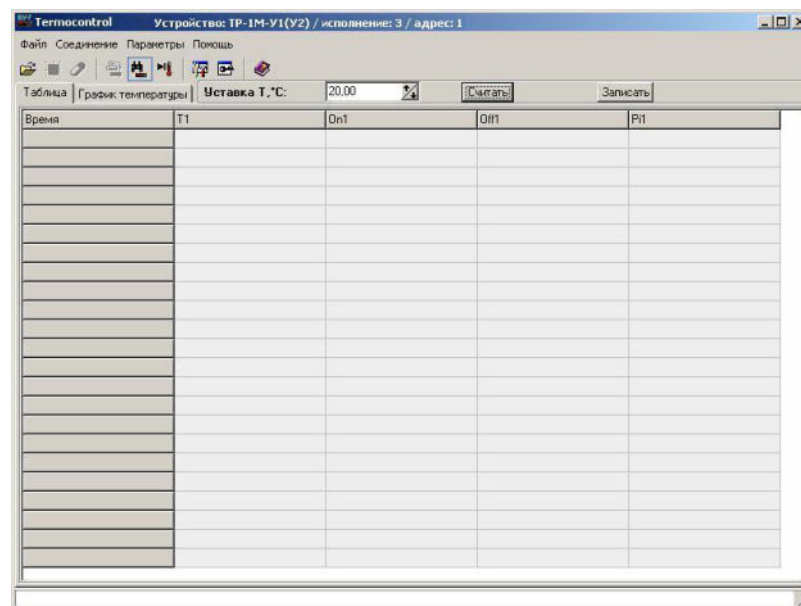 Termocontrol Устройство: ТР-1М-У1(У2) / исполнение: 3 / адрес: 1
Файл Соединение Параметры Помощь
Таблица График температуры Уставка Т,°С: 20,00 Считать Записать
Время T1 On1 Off1 Pi1